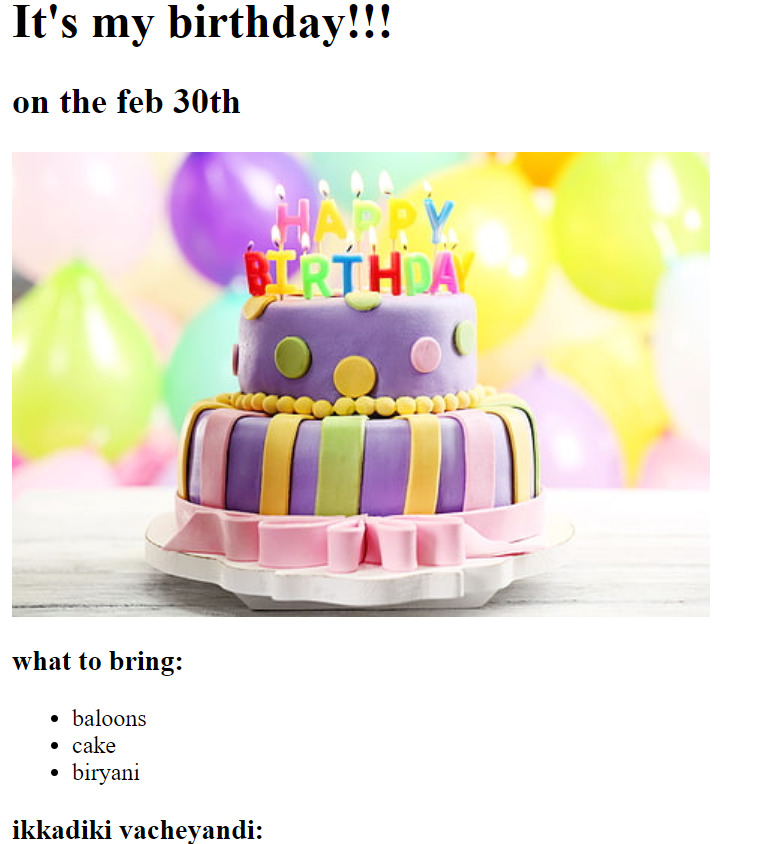 It's my birthday!!!
on the feb 30th
HAPPY
BIRTHDAY
what to bring:
baloons
cake
biryani
ikkadiki vacheyandi: